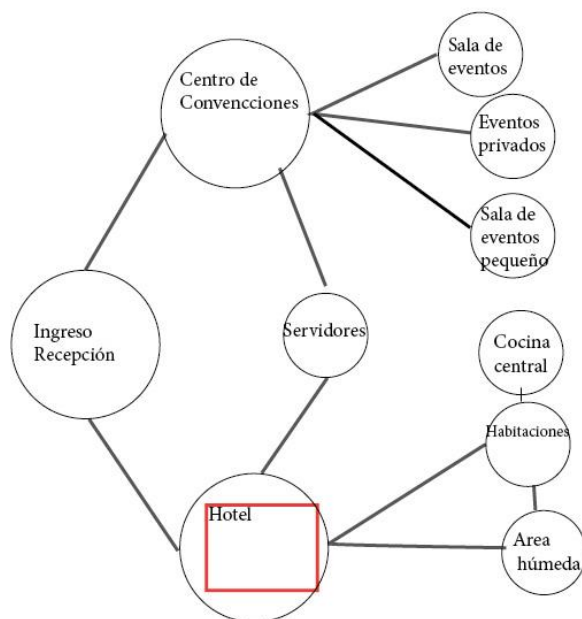 Centro de
Convencciones
Sala de
eventos
Eventos
privados
Sala de
eventos
pequeño
Ingreso
Recepción
Servidores
Cocina
central
Habitaciones
Hotel
Area
húmeda